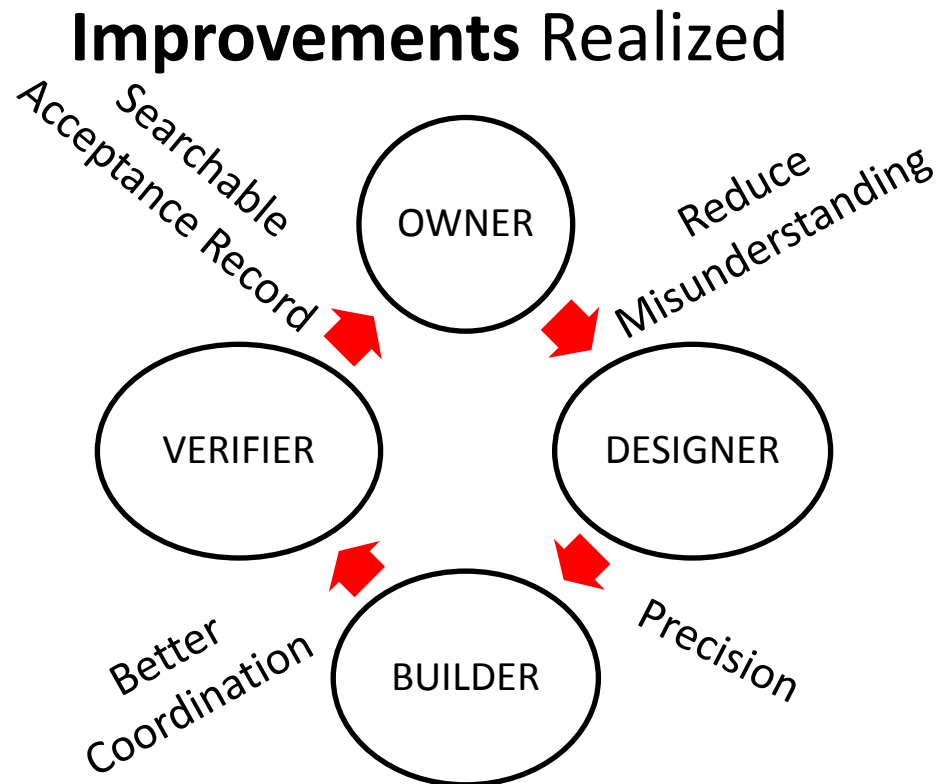 Improvements Realized
Searchable
Acceptance Record
OWNER
Reduce
Misunderstanding
VERIFIER
DESIGNER
Better
Coordination
BUILDER
Precision